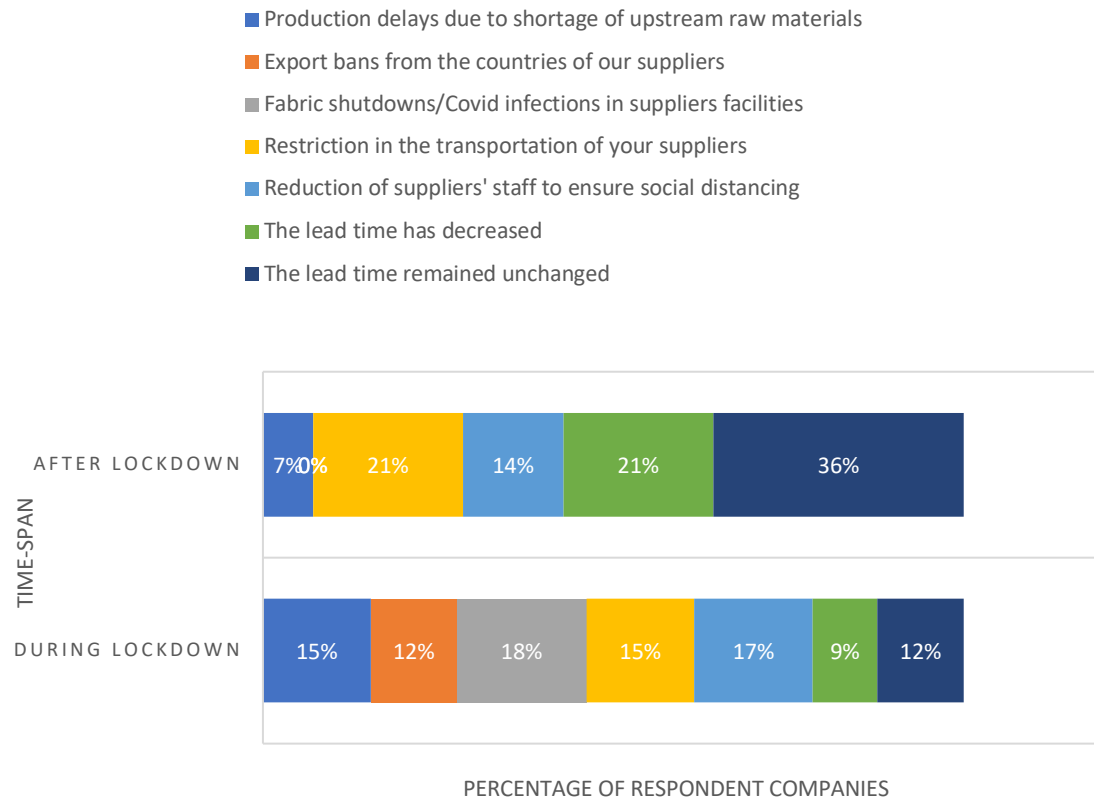 Production delays due to shortage of upstream raw materials
Export bans from the countries of our suppliers
Fabric shutdowns/Covid infections in suppliers facilities
Restriction in the transportation of your suppliers
Reduction of suppliers' staff to ensure social distancing
The lead time has decreased
The lead time remained unchanged
TIME-SPAN
AFTER LOCKDOWN
7% 0% 21% 14% 21% 36%
DURING LOCKDOWN
15% 12% 18% 15% 17% 9% 12%
PERCENTAGE OF RESPONDENT COMPANIES